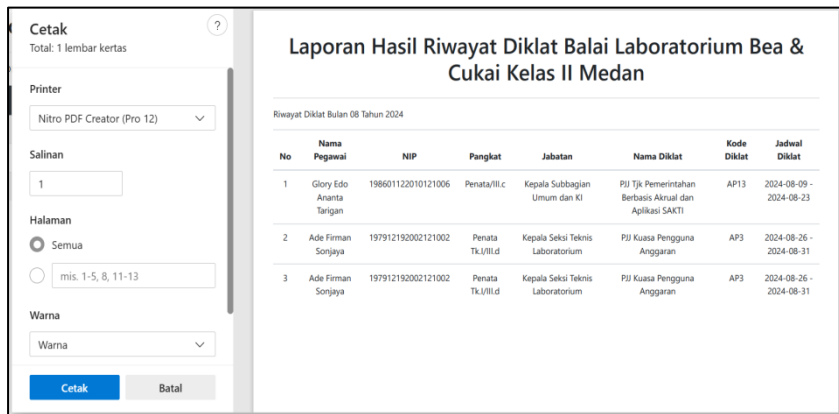 Cetak
?
Total: 1 lembar kertas
Printer
Nitro PDF Creator (Pro 12)
Salinan
1
Halaman
Semua
mis. 1-5, 8, 11-13
Warna
Warna
Cetak Batal
Laporan Hasil Riwayat Diklat Balai Laboratorium Bea &
Cukai Kelas II Medan
Riwayat Diklat Bulan 08 Tahun 2024
Nama Kode Jadwal
No Pegawai NIP Pangkat Jabatan Nama Diklat Diklat Diklat
1 Glory Edo 198601122010121006 Penata/III.c Kepala Subbagian PJJ Tjk Pemerintahan AP13 2024-08-09 -
Ananta Umum dan KI Berbasis Akrual dan 2024-08-23
Tarigan Aplikasi SAKTI
2 Ade Firman 197912192002121002 Penata Kepala Seksi Teknis PJJ Kuasa Pengguna AP3 2024-08-26 -
Sonjaya Tk.I/III.d Laboratorium Anggaran 2024-08-31
3 Ade Firman 197912192002121002 Penata Kepala Seksi Teknis PJJ Kuasa Pengguna AP3 2024-08-26 -
Sonjaya Tk.I/III.d Laboratorium Anggaran 2024-08-31